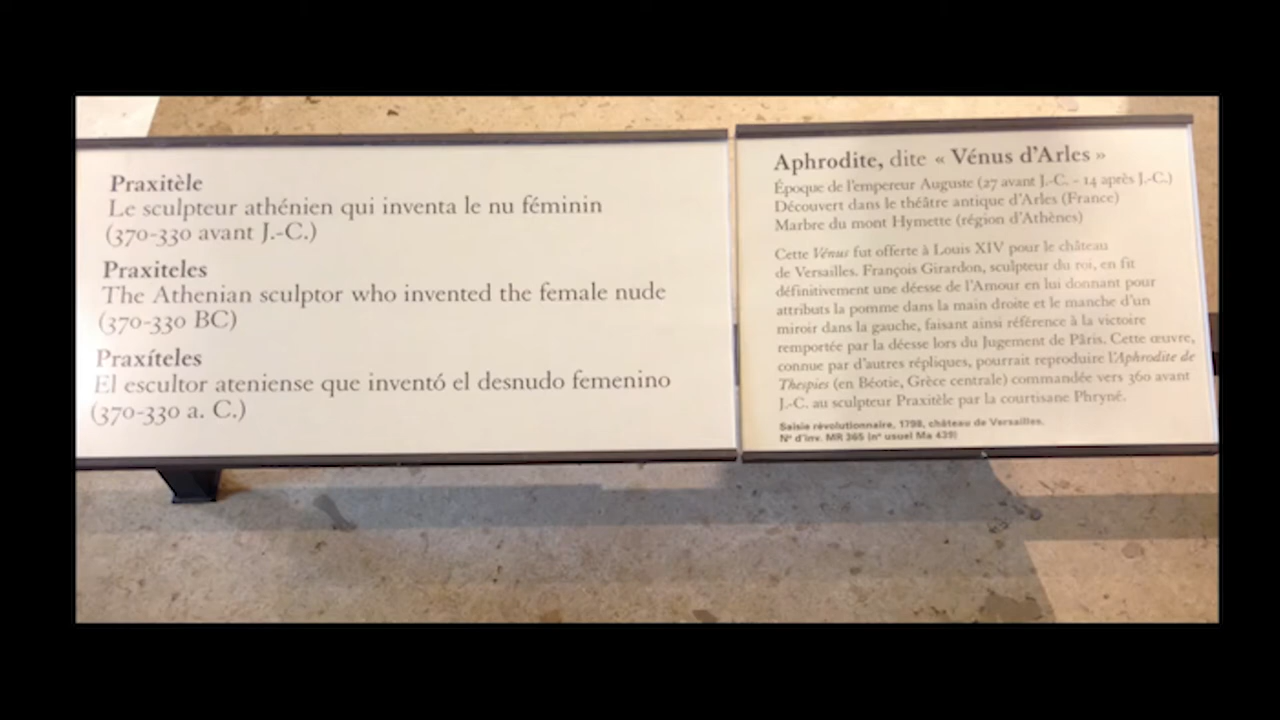 Praxitèle
Le sculpteur athénien qui inventa le nu féminin
(370-330 avant J.-C.)
Praxiteles
The Athenian sculptor who invented the female nude
(370-330 BC)
Praxíteles
El escultor ateniense que inventó el desnudo femenino
(370-330 a. C.)
Aphrodite, dite « Vénus d'Arles »
Époque de l'empereur Auguste (27 avant J.-C. - 14 après J.-C.)
Découvert dans le théâtre antique d'Arles (France)
Marbre du mont Hymette (région d'Athènes)
Cette Vénus fut offerte à Louis XIV pour le château
de Versailles. François Girardon, sculpteur du roi, en fit
définitivement une déesse de l'Amour en lui donnant pour
attributs la pomme dans la main droite et le manche d'un
miroir dans la gauche, faisant ainsi référence à la victoire
remportée par la déesse lors du Jugement de Pâris. Cette œuvre,
connue par d'autres répliques, pourrait reproduire l'Aphrodite de
Thespies (en Béotie, Grèce centrale) commandée vers 360 avant
J.-C. au sculpteur Praxitèle par la courtisane Phryné.
Saisie révolutionnaire, 1798, château de Versailles.
N° d'inv. MR 365 (n° usuel Ma 439)